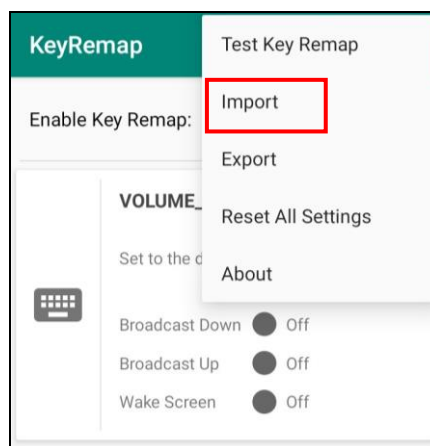 KeyRemap
Test Key Remap
Import
Enable Key Remap:
Export
VOLUME_
Reset All Settings
Set to the
About
Broadcast Down Off
Broadcast Up Off
Wake Screen Off